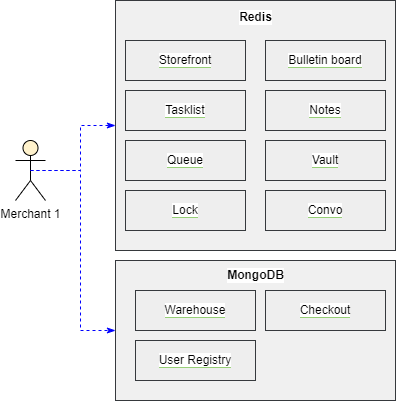 Redis
Storefront
Bulletin board
Tasklist
Notes
Queue
Vault
Lock
Convo
Merchant 1
MongoDB
Warehouse
Checkout
User Registry